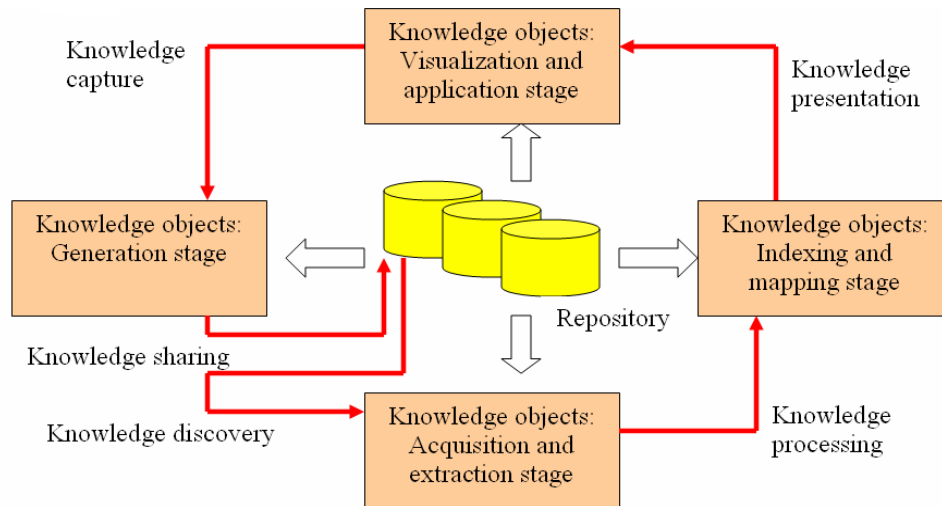 Knowledge
capture
Knowledge objects:
Visualization and
application stage
Knowledge
presentation
Knowledge objects:
Generation stage
Knowledge objects:
Indexing and
mapping stage
Repository
Knowledge sharing
Knowledge discovery
Knowledge objects:
Acquisition and
extraction stage
Knowledge
processing